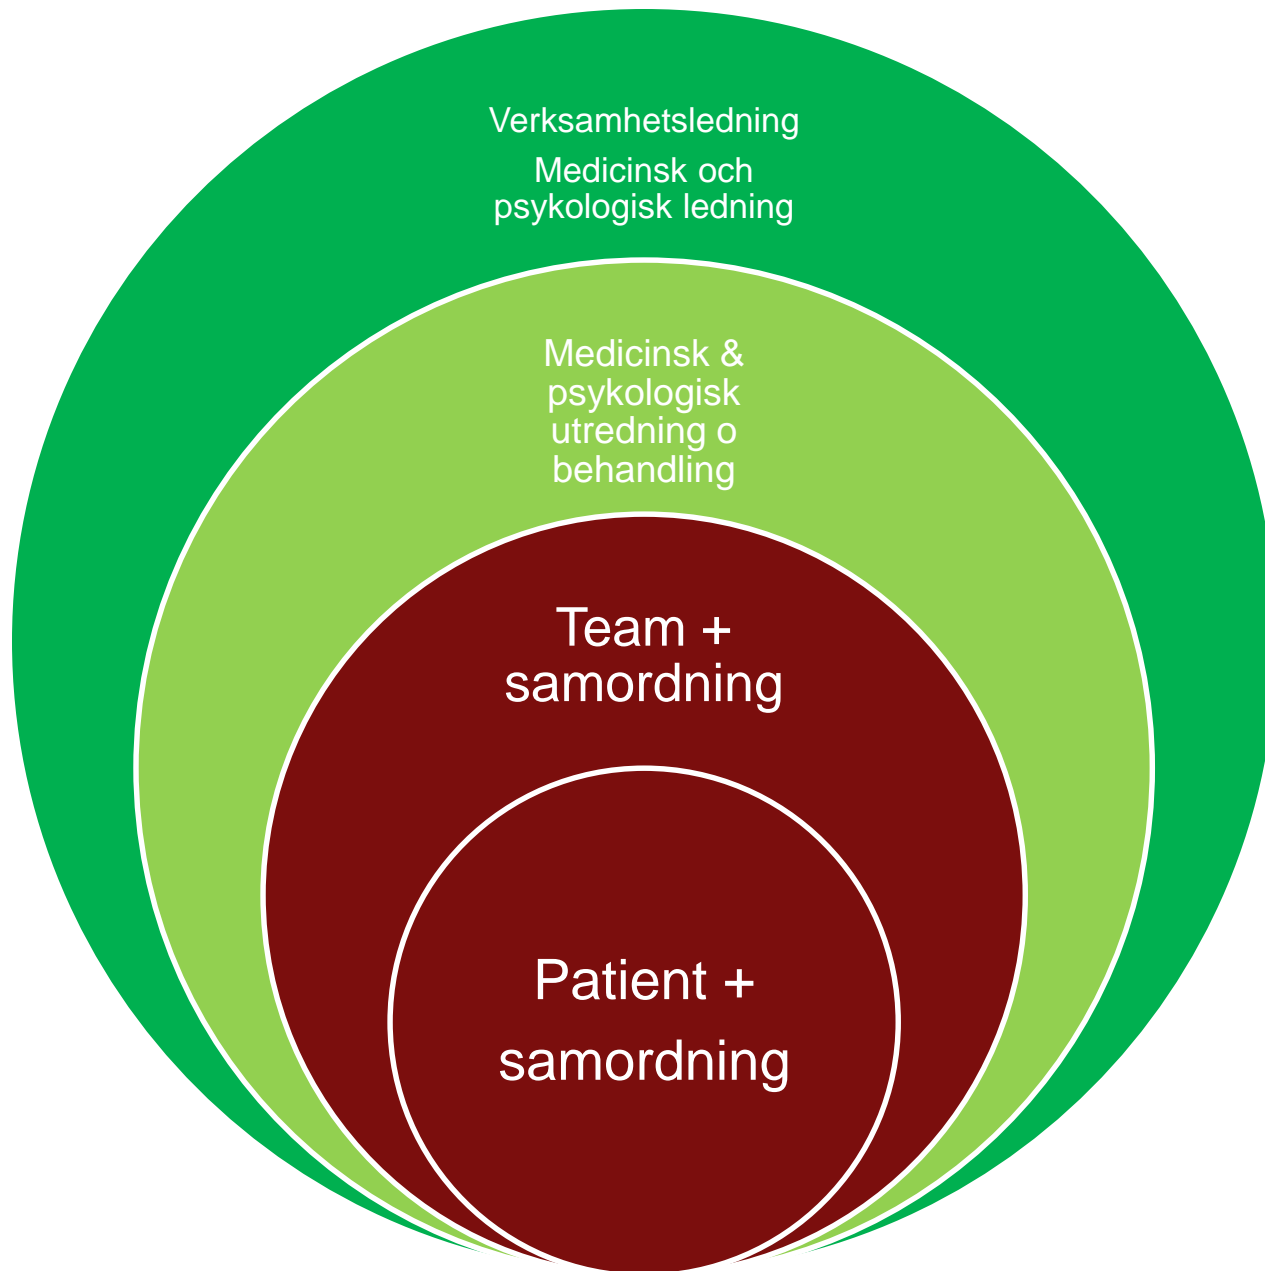 Verksamhetsledning
Medicinsk och
psykologisk ledning
Medicinsk &
psykologisk
utredning o
behandling
Team +
samordning
Patient +
samordning